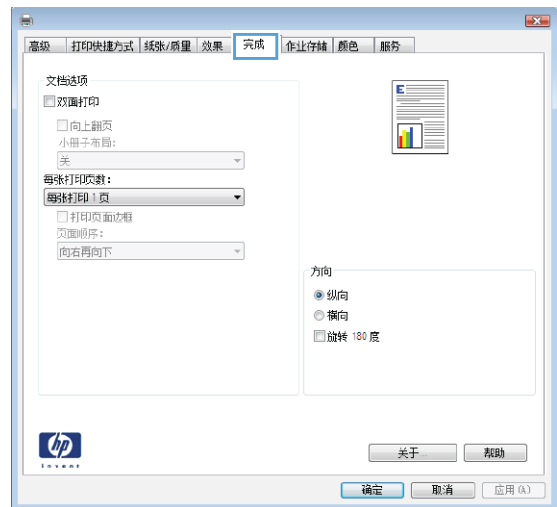 高级 打印快捷方式 纸张/质量 效果 完成 作业存储 颜色 服务
文档选项
双面打印
向上翻页
小册子布局:
关
每张打印页数:
每张打印 1 页
打印页面边框
页面顺序:
向右再向下
E
方向
纵向
横向
旋转 180 度
hp
invent
关于...
帮助
确定
取消
应用(A)